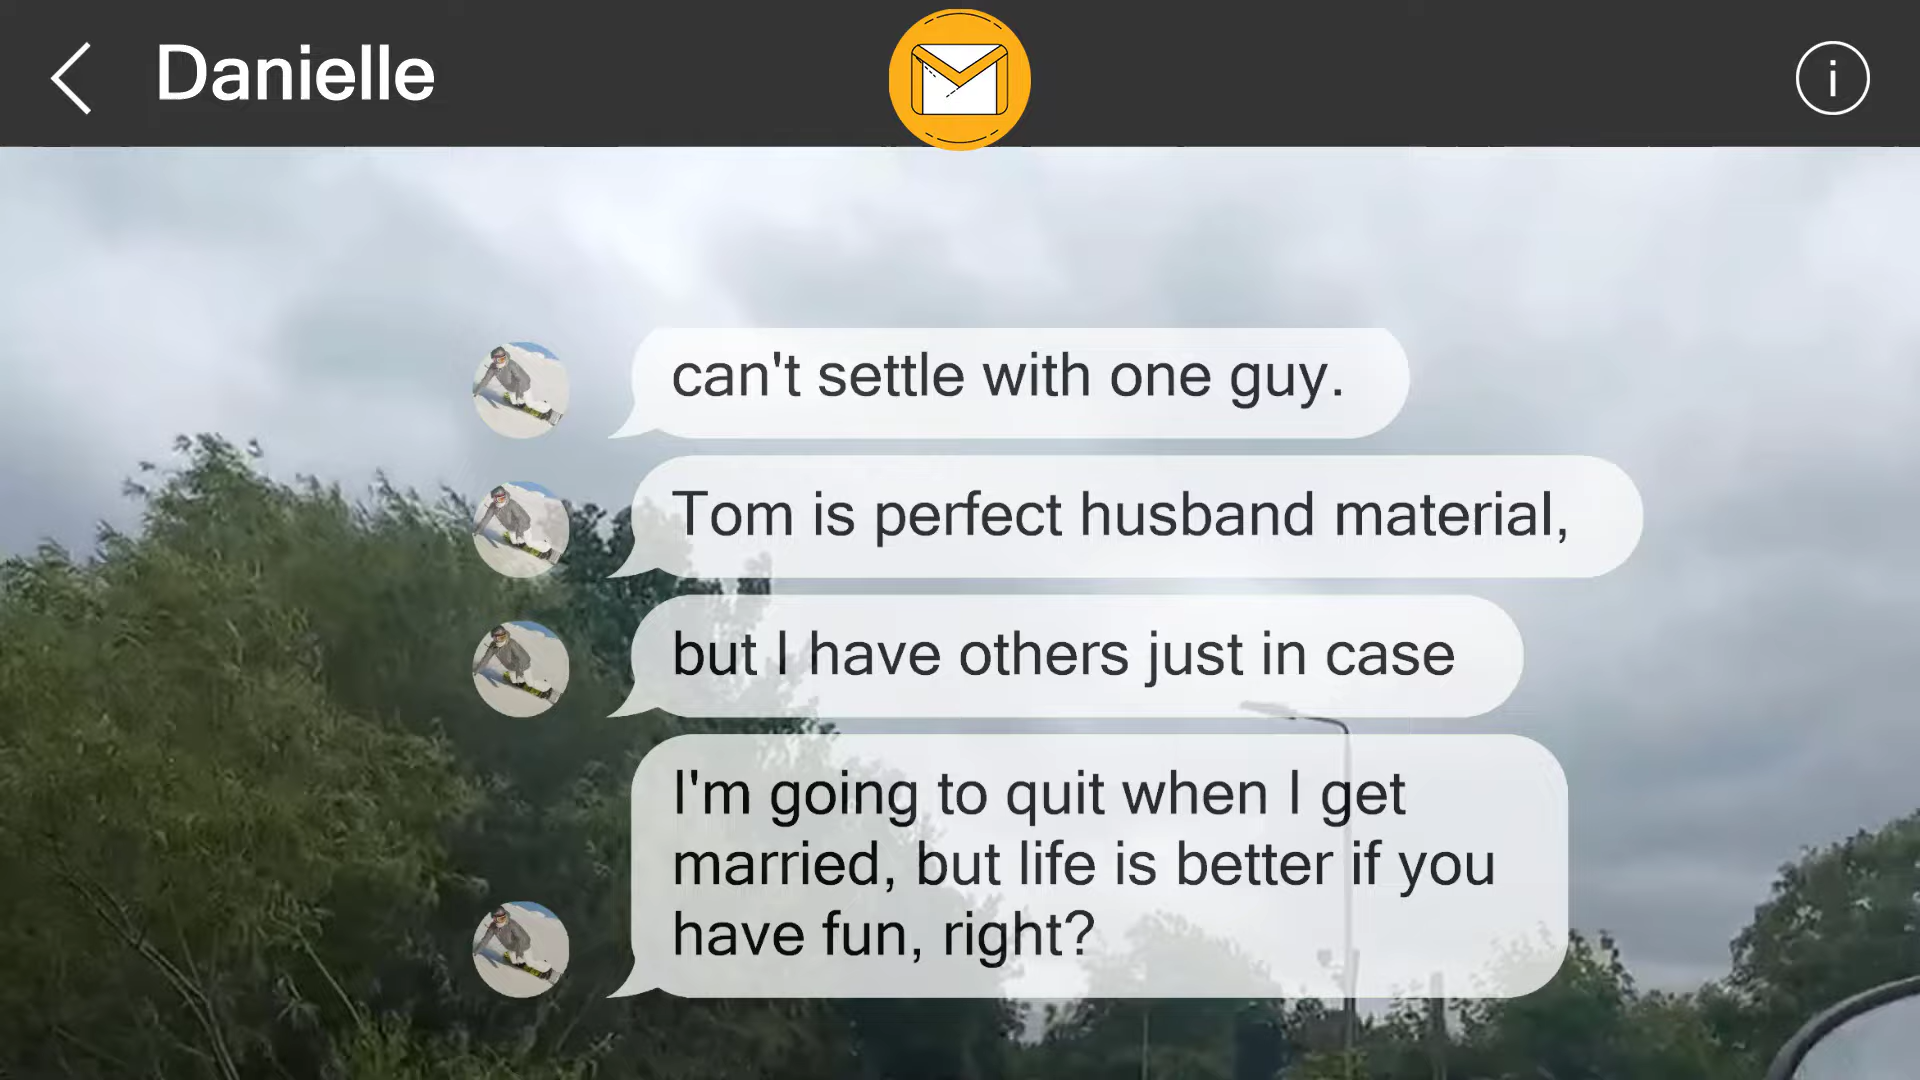 Danielle
i
can't settle with one guy.
Tom is perfect husband material,
but I have others just in case
I'm going to quit when I get
married, but life is better if you
have fun, right?